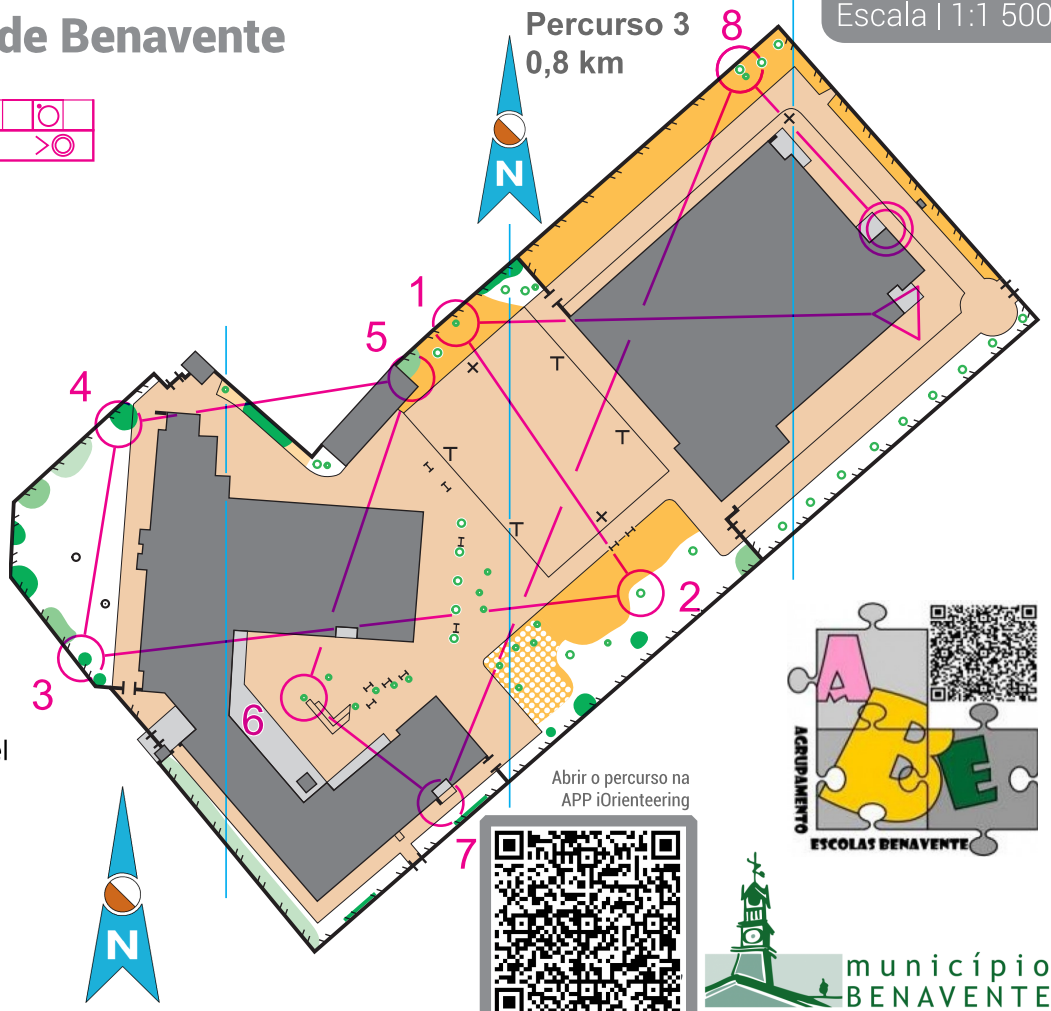 de Benavente
Percurso 3
0,8 km
Escala | 1:1 500
N
8
1
5
4
2
3
6
7
el
N
Abrir o percurso na
APP iOrienteering
A
B
D
E
AGRUPAMENTO
ESCOLAS BENAVENTE
município
BENAVENTE